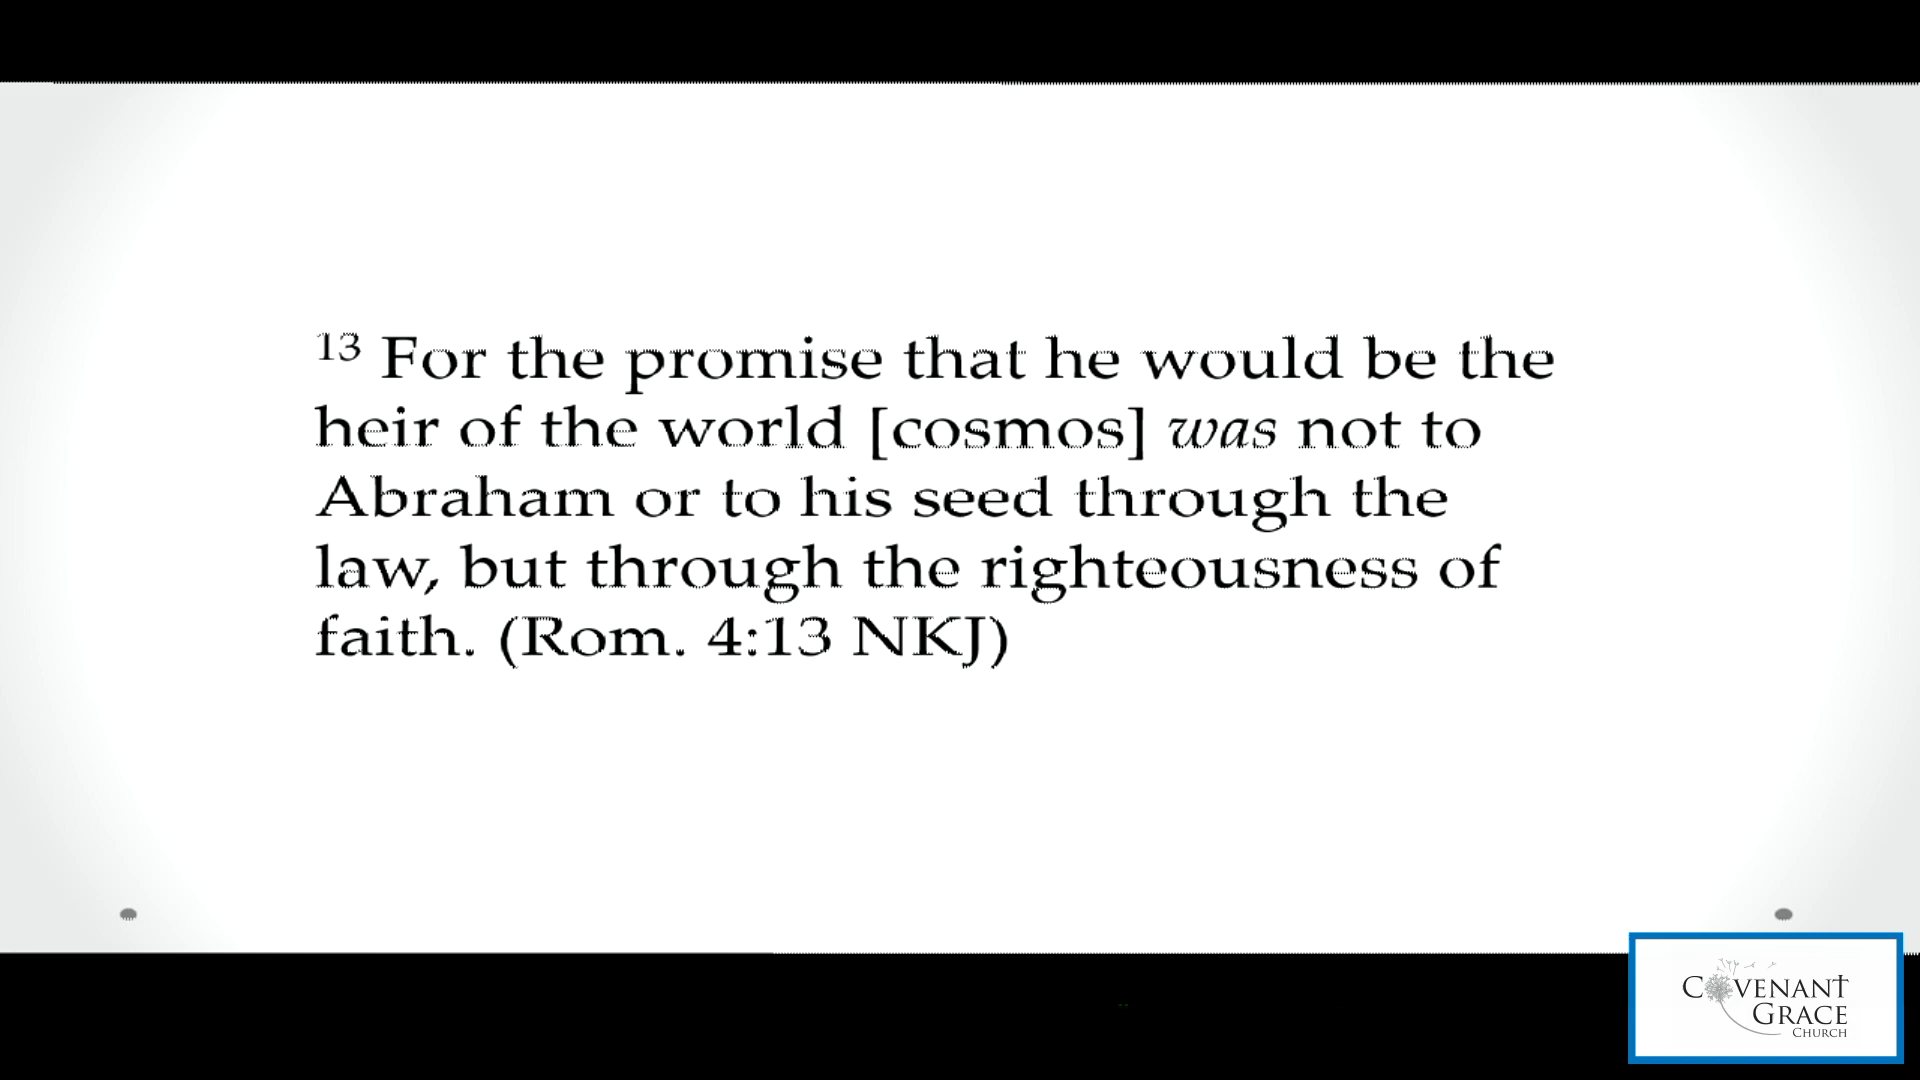 13 For the promise that he would be the
heir of the world [cosmos] was not to
Abraham or to his seed through the
law, but through the righteousness of
faith. (Rom. 4:13 NKJ)
COVENANT
GRACE
CHURCH